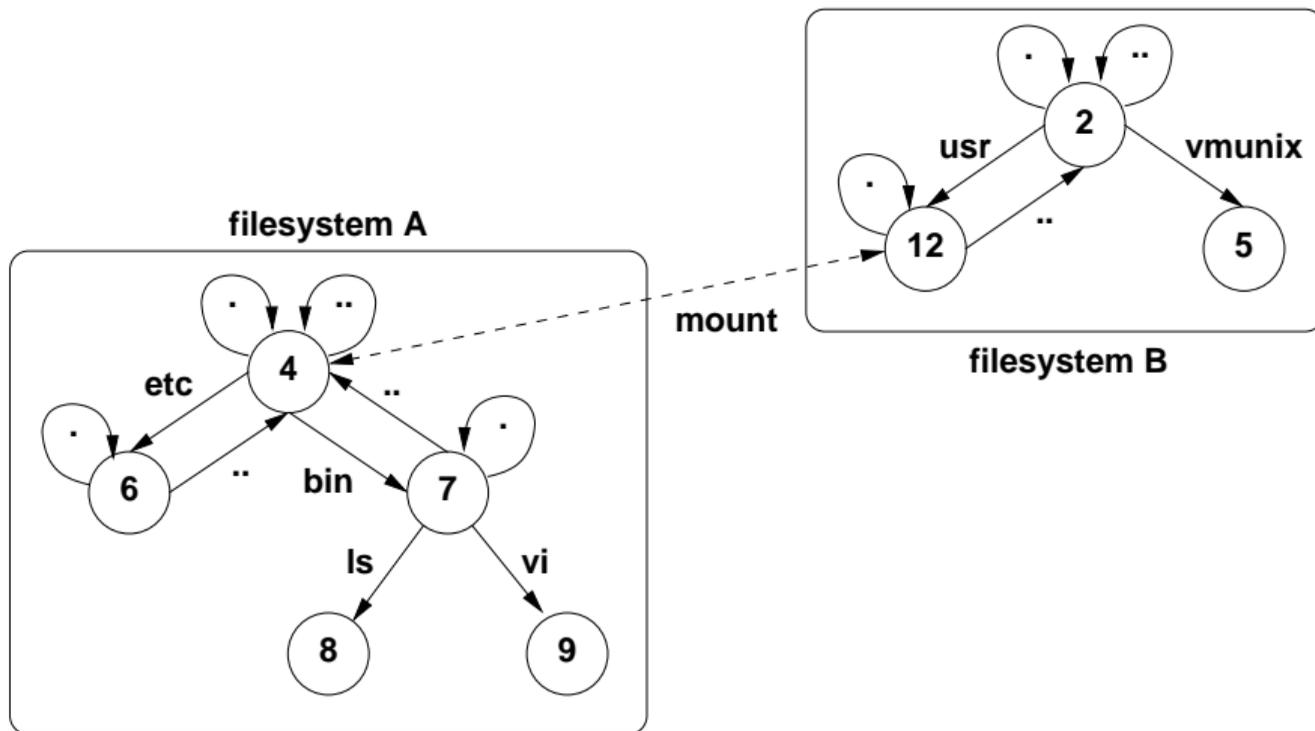 .
..
2
usr
vmunix
.
..
12
5
filesystem A
mount
filesystem B
.
..
4
etc
..
.
.
6
..
bin
7
ls
vi
8
9